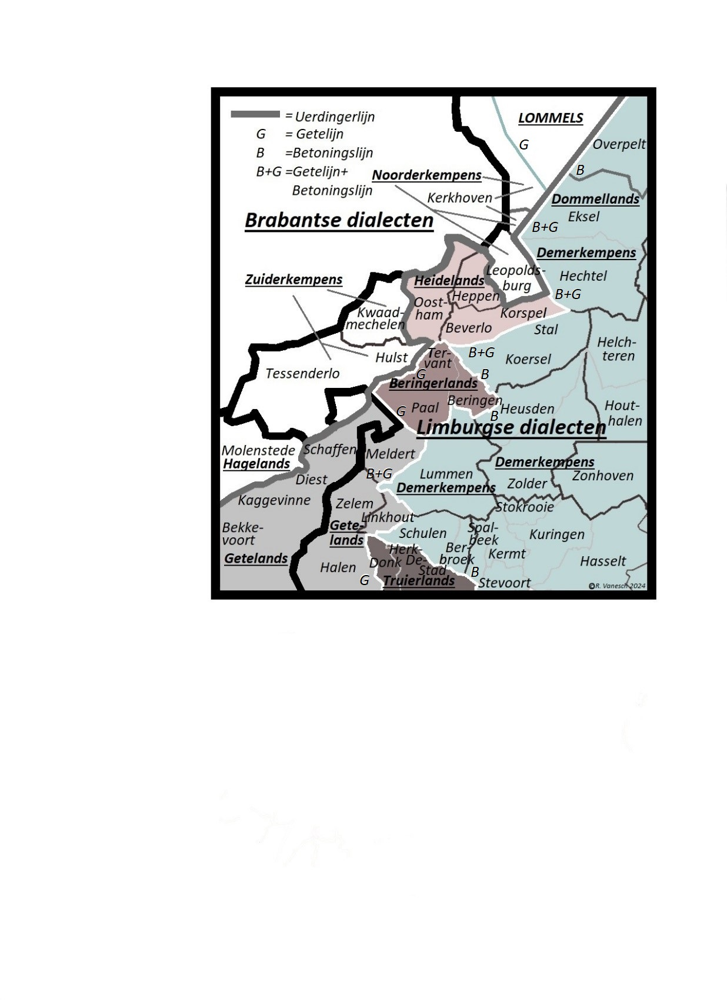 = Uerdingerlijn
G = Getelijn
B =Betoningslijn
B+G =Getelijn+
Betoningslijn
LOMMELS
G
Overpelt
B
Noorderkempens
Kerkhoven
Dommellands
Eksel
Brabantse dialecten
B+G
Demerkempens
Hechtel
B+G
Zuiderkempens
Heidelands
Leopolds-
burg
Heppen
Oost-
ham
Korspel
Kwaad-
mechelen
Beverlo
Stal
Helch-
teren
Hulst
Ter-
vant
B+G
Koersel
Tessenderlo
G
B
Beringerlands
Beringen
G
Paal
B
Heusden
Hout-
halen
Limburgse dialecten
Molenstede
Hagelands
Schaffen
Meldert
Demerkempens
Diest
B+G
Lummen
Demerkempens
Zolder
Zonhoven
Kaggevinne
Zelem
Stokrooie
Linkhout
Bekke-
voort
Gete-
lands
Schulen
Spal-
beek
Kuringen
Getelands
Herk-
De-
Stad
Donk
Ber-
broek
Kermt
Hasselt
Halen
G
Truierlands
B
Stevoort
©R. Vanesch 2024